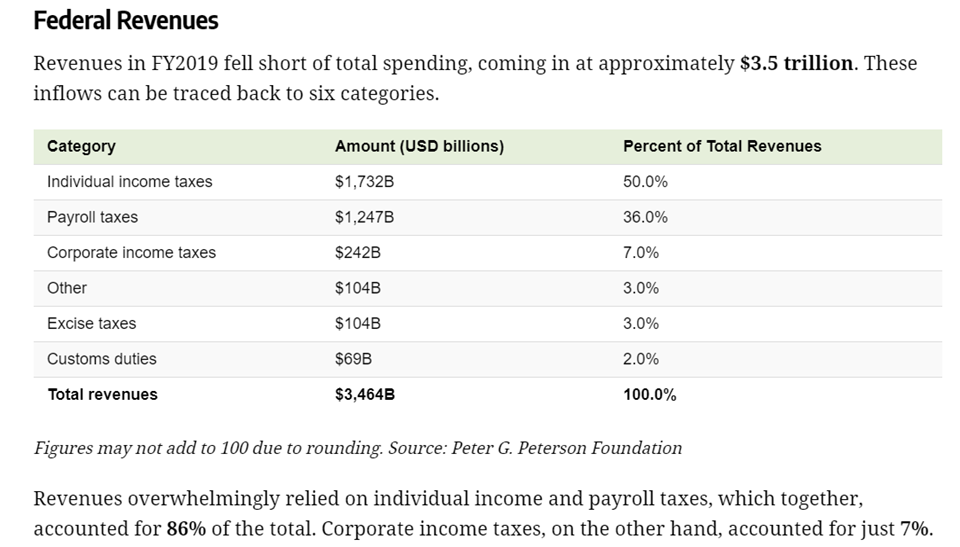 Federal Revenues
Revenues in FY2019 fell short of total spending, coming in at approximately $3.5 trillion. These
inflows can be traced back to six categories.
Category Amount (USD billions) Percent of Total Revenues
Individual income taxes $1,732B 50.0%
Payroll taxes $1,247B 36.0%
Corporate income taxes $242B 7.0%
Other $104B 3.0%
Excise taxes $104B 3.0%
Customs duties $69B 2.0%
Total revenues $3,464B 100.0%
Figures may not add to 100 due to rounding. Source: Peter G. Peterson Foundation
Revenues overwhelmingly relied on individual income and payroll taxes, which together,
accounted for 86% of the total. Corporate income taxes, on the other hand, accounted for just 7%.